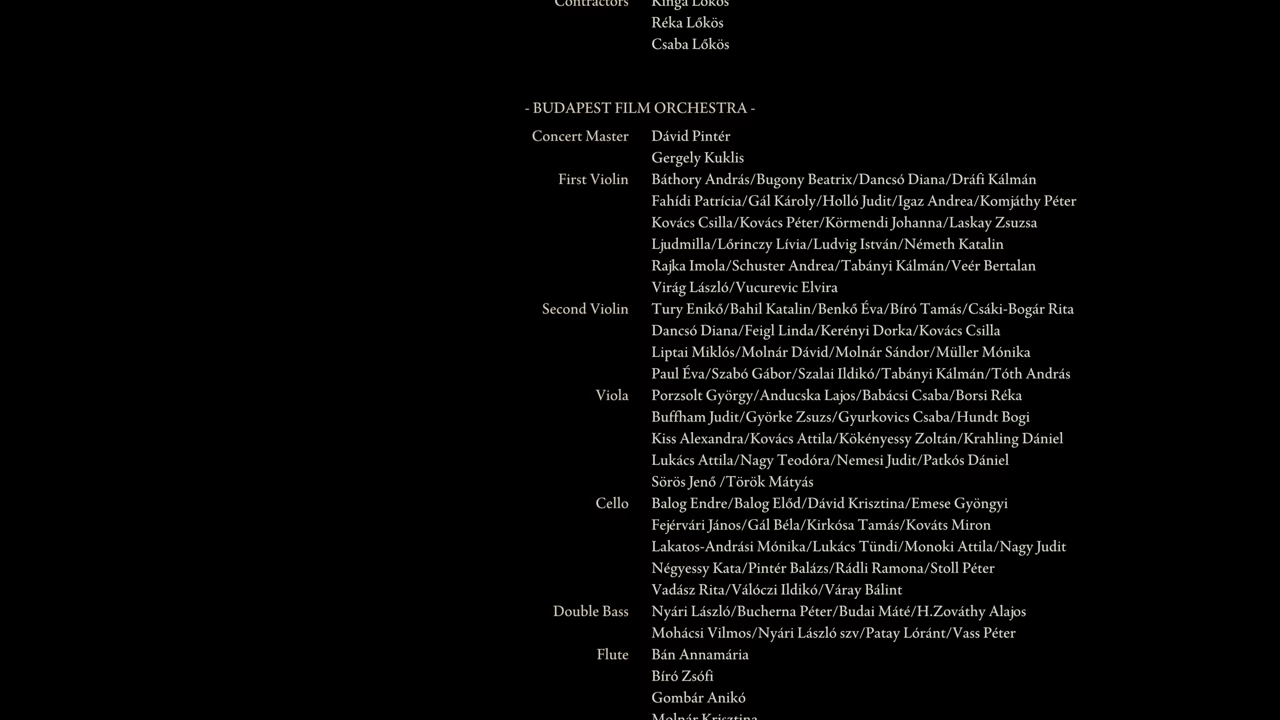 Contractors Kinga Lőkös
Réka Lőkös
Csaba Lőkös
- BUDAPEST FILM ORCHESTRA -
Concert Master Dávid Pintér
Gergely Kuklis
First Violin Báthory András/Bugony Beatrix/Dancsó Diana/Dráfi Kálmán
Fahídi Patrícia/Gál Károly/Holló Judit/Igaz Andrea/Komjáthy Péter
Kovács Csilla/Kovács Péter/Körmendi Johanna/Laskay Zsuzsa
Ljudmilla/Lőrinczy Lívia/Ludvig István/Németh Katalin
Rajka Imola/Schuster Andrea/Tabányi Kálmán/Veér Bertalan
Virág László/Vucurevic Elvira
Second Violin Tury Enikő/Bahil Katalin/Benkő Éva/Bíró Tamás/Csáki-Bogár Rita
Dancsó Diana/Feigl Linda/Kerényi Dorka/Kovács Csilla
Liptai Miklós/Molnár Dávid/Molnár Sándor/Müller Mónika
Paul Éva/Szabó Gábor/Szalai Ildikó/Tabányi Kálmán/Tóth András
Viola Porzsolt György/Anducska Lajos/Babácsi Csaba/Borsi Réka
Buffham Judit/Györke Zsuzs/Gyurkovics Csaba/Hundt Bogi
Kiss Alexandra/Kovács Attila/Kökényessy Zoltán/Krahling Dániel
Lukács Attila/Nagy Teodóra/Nemesi Judit/Patkós Dániel
Sörös Jenő /Török Mátyás
Cello Balog Endre/Balog Előd/Dávid Krisztina/Emese Gyöngyi
Fejérvári János/Gál Béla/Kirkósa Tamás/Kováts Miron
Lakatos-Andrási Mónika/Lukács Tündi/Monoki Attila/Nagy Judit
Négyessy Kata/Pintér Balázs/Rádli Ramona/Stoll Péter
Vadász Rita/Válóczi Ildikó/Váray Bálint
Double Bass Nyári László/Bucherna Péter/Budai Máté/H.Zováthy Alajos
Mohácsi Vilmos/Nyári László szv/Patay Lóránt/Vass Péter
Flute Bán Annamária
Bíró Zsófi
Gombár Anikó
Molnár Krisztina